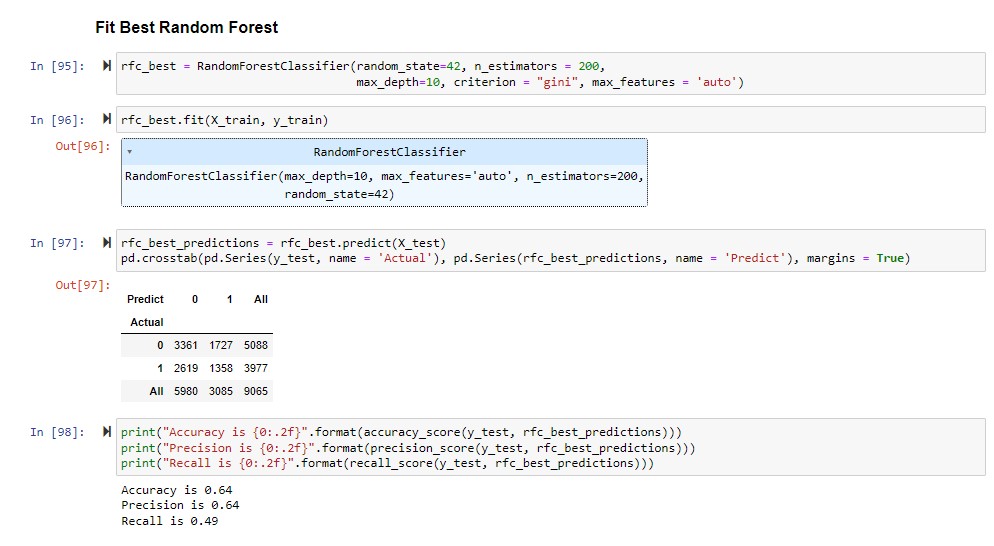 Fit Best Random Forest
In [95]: rfc_best = RandomForestClassifier(random_state=42, n_estimators = 200,
max_depth=10, criterion = "gini", max_features = 'auto')
In [96]: rfc_best.fit(X_train, y_train)
Out[96]:
RandomForestClassifier
RandomForestClassifier(max_depth=10, max_features='auto', n_estimators=200,
random_state=42)
In [97]: rfc_best_predictions = rfc_best.predict(X_test)
pd.crosstab(pd.Series(y_test, name = 'Actual'), pd.Series(rfc_best_predictions, name = 'Predict'), margins = True)
Out[97]:
Predict 0 1 All
Actual
0 3361 1727 5088
1 2619 1358 3977
All 5980 3085 9065
In [98]: print("Accuracy is {0:.2f}".format(accuracy_score(y_test, rfc_best_predictions)))
print("Precision is {0:.2f}".format(precision_score(y_test, rfc_best_predictions)))
print("Recall is {0:.2f}".format(recall_score(y_test, rfc_best_predictions)))
Accuracy is 0.64
Precision is 0.64
Recall is 0.49